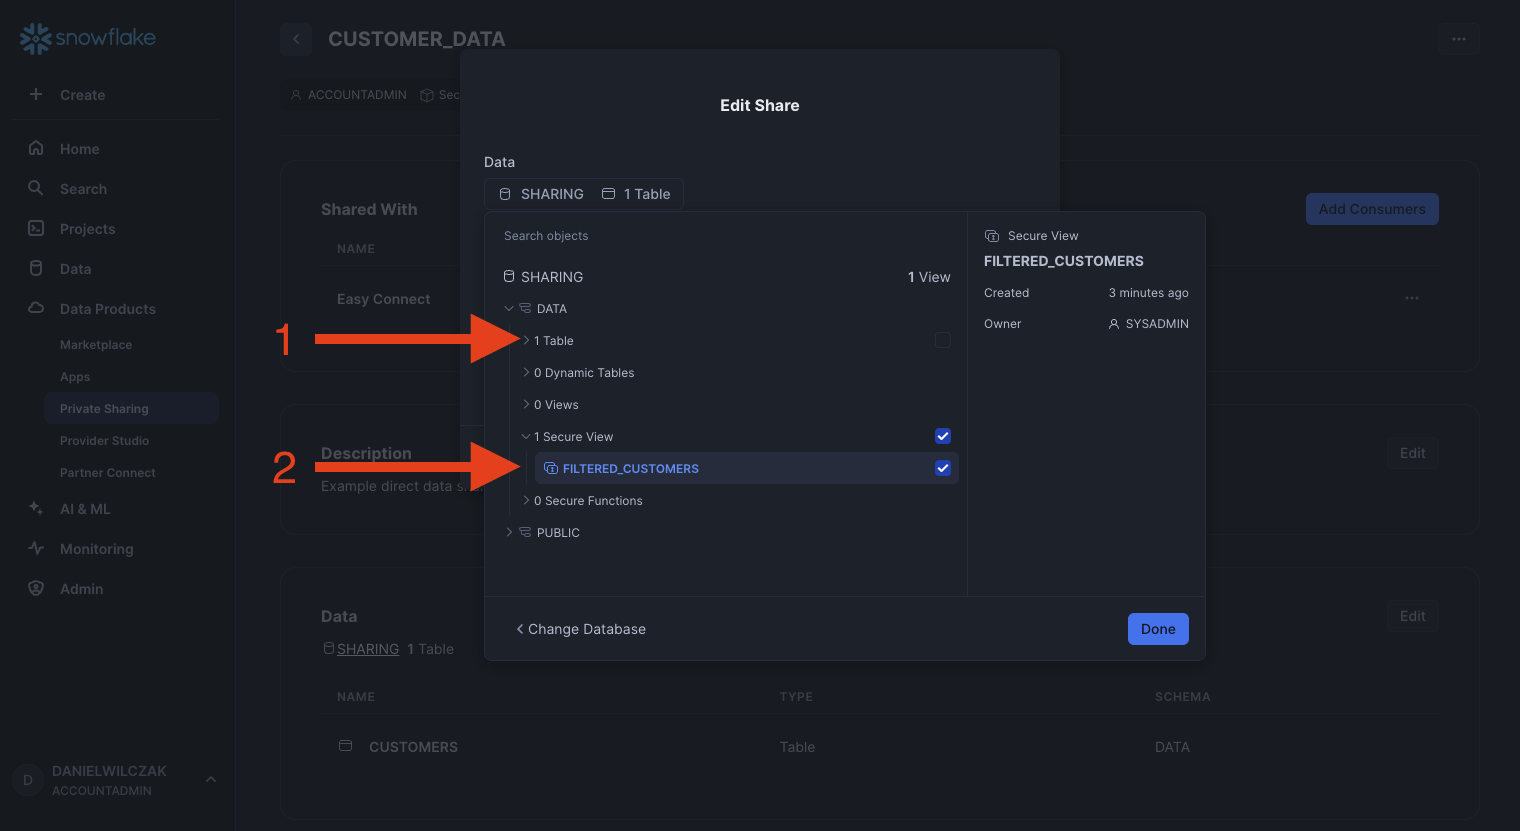 snowflake
Create
Home
Search
Projects
Data
Data Products
Marketplace
Apps
Private Sharing
Provider Studio
Partner Connect
AI & ML
Monitoring
Admin
D
DANIELWILCZAK
ACCOUNTADMIN
CUSTOMER_DATA
ACCOUNTADMIN Sec
Shared With
Add Consumers
NAME
Easy Connect
Description
Edit
Example direct data s
Data
Edit
SHARING 1 Table
NAME TYPE SCHEMA
CUSTOMERS Table DATA
Edit Share
Data
SHARING 1 Table
Search objects
SHARING 1 View
DATA
1 1 Table
0 Dynamic Tables
0 Views
1 Secure View
2 FILTERED_CUSTOMERS
0 Secure Functions
PUBLIC
Secure View
FILTERED_CUSTOMERS
Created 3 minutes ago
Owner SYSADMIN
Change Database
Done